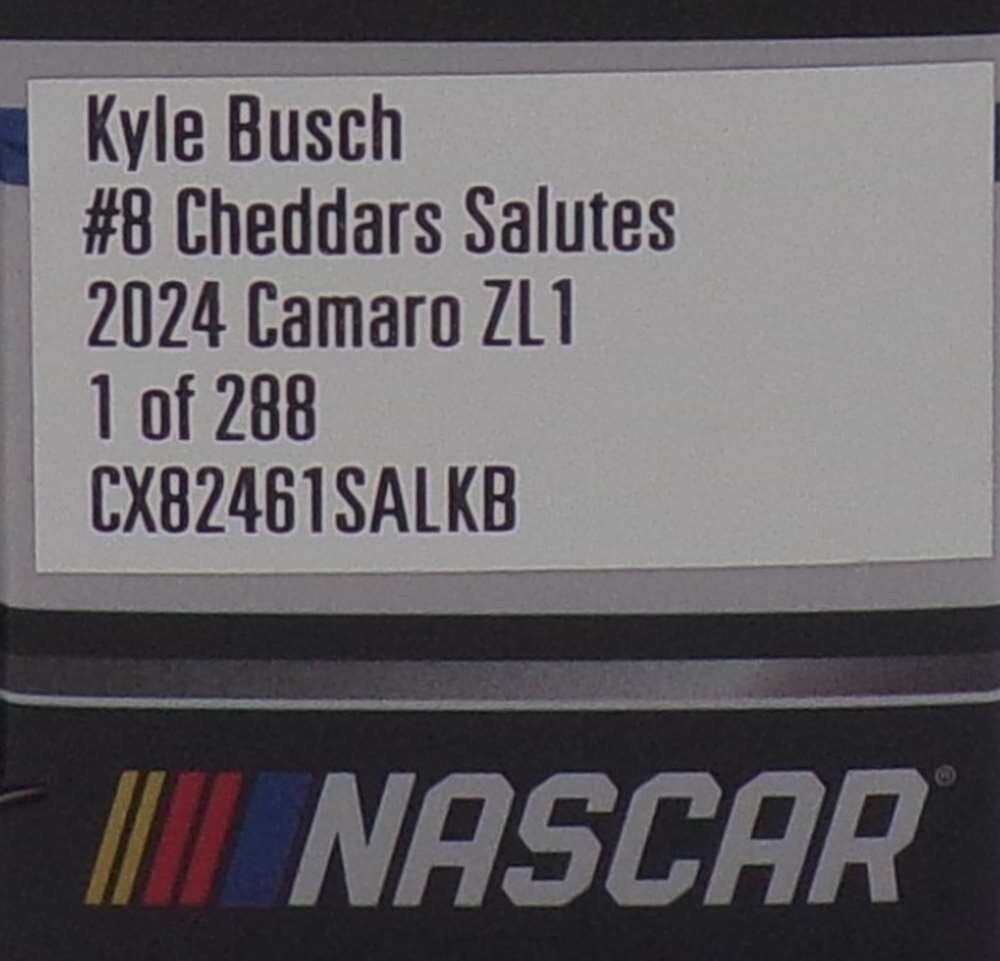 Kyle Busch
#8 Cheddars Salutes
2024 Camaro ZL1
1 of 288
CX82461SALKB
NASCAR®